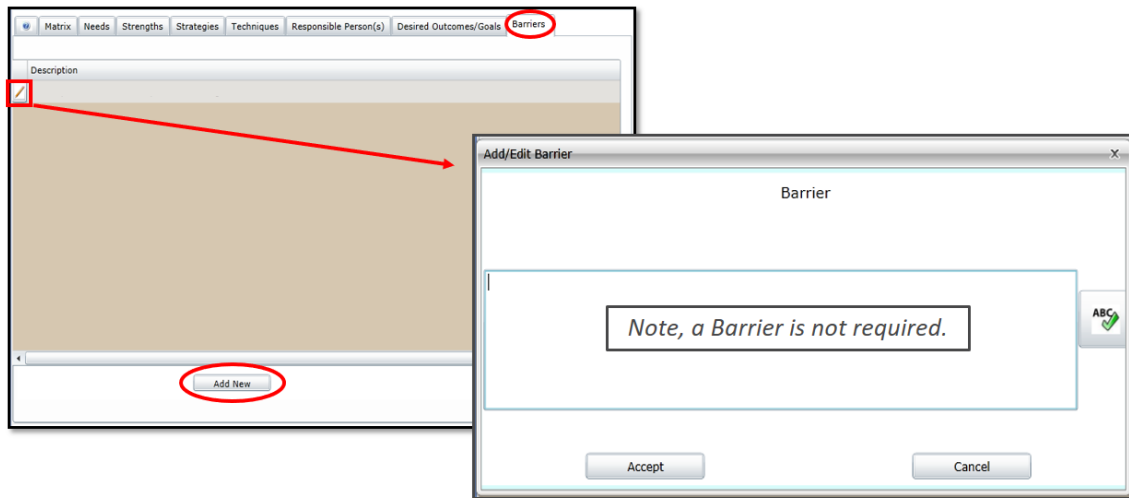 Matrix Needs Strengths Strategies Techniques Responsible Person(s) Desired Outcomes/Goals Barriers
Description
Add New
Add/Edit Barrier X
Barrier
Note, a Barrier is not required.
ABC
Accept Cancel